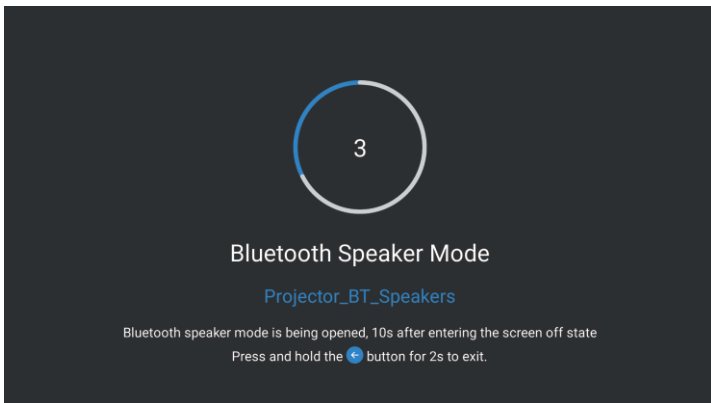 3
Bluetooth Speaker Mode
Projector_BT_Speakers
Bluetooth speaker mode is being opened, 10s after entering the screen off state
Press and hold the button for 2s to exit.